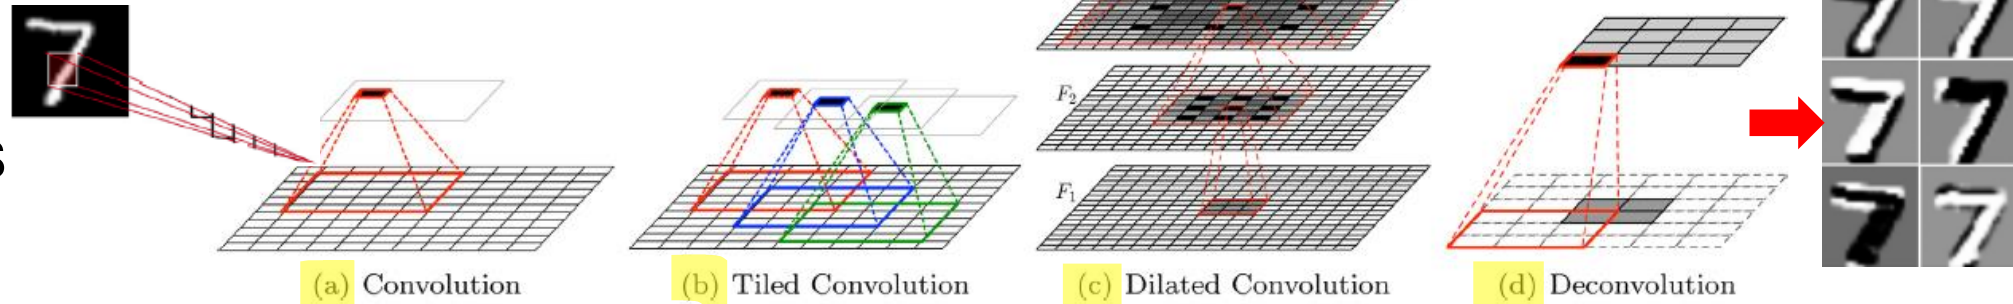 s
F2
F1
(a) Convolution
(b) Tiled Convolution
(c) Dilated Convolution
(d) Deconvolution